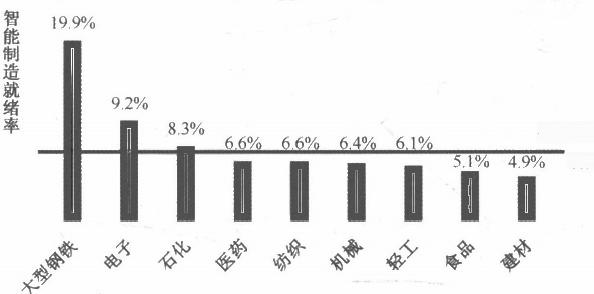 智能制造就绪率
19.9%
9.2%
8.3%
6.6%
6.6%
6.4%
6.1%
5.1%
4.9%
大型钢铁
电子
石化
医药
纺织
机械
轻工
食品
建材